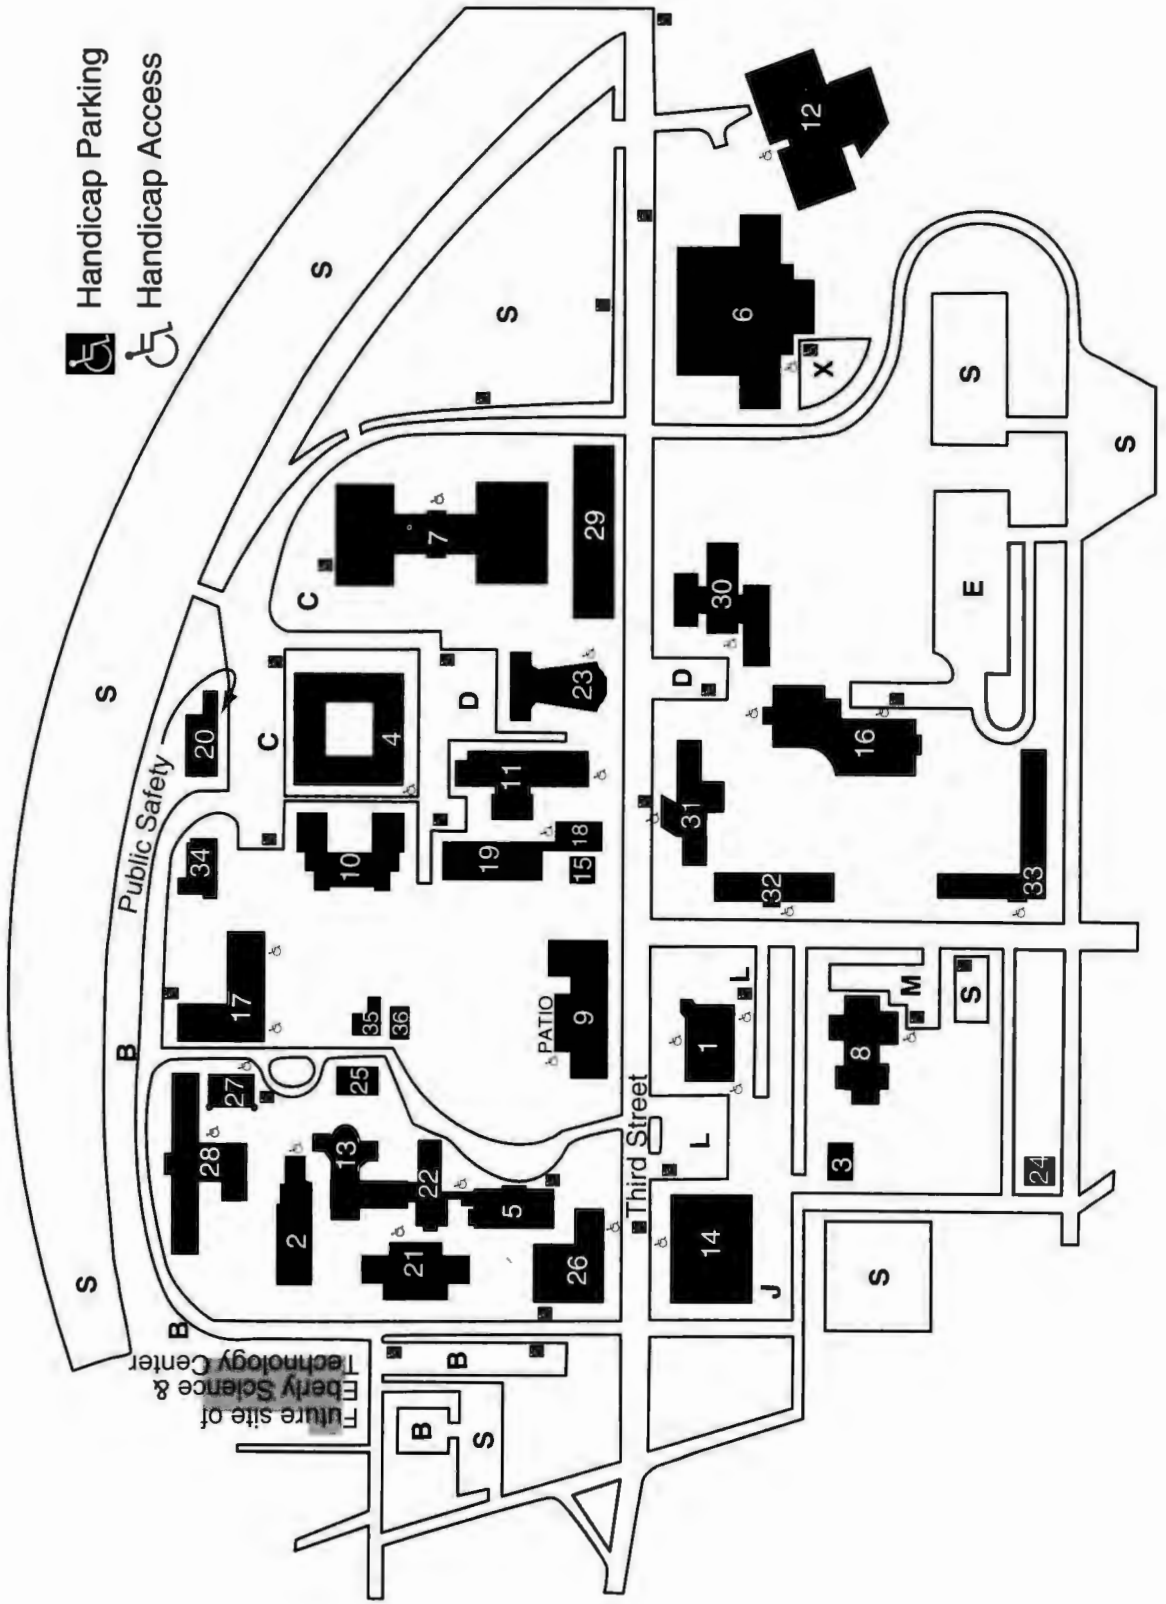 Handicap Parking
Handicap Access
S
S
S
12
6
X
S
S
C
7
29
30
E
S
20
C
4
D
23
D
16
Public Safety
34
10
11
19
18
15
31
32
33
17
35
36
PATIO
9
L
1
M
S
8
B
27
25
28
13
22
5
2
21
26
Third Street
L
3
24
14
J
S
S
B
B
B
S
Future site of
Eberly Science &
Technology Center